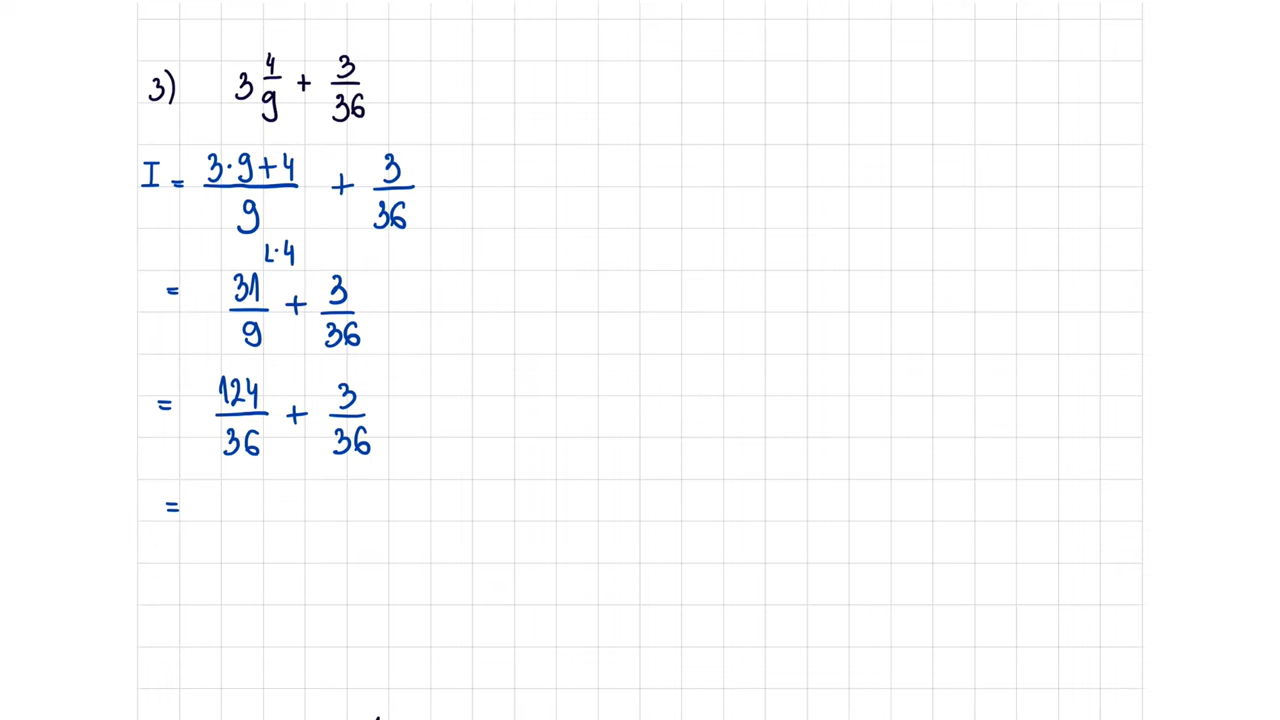 3) 3 4/9 + 3/36
I = (3·9+4)/9 + 3/36
L·4
= 31/9 + 3/36
= 124/36 + 3/36
=